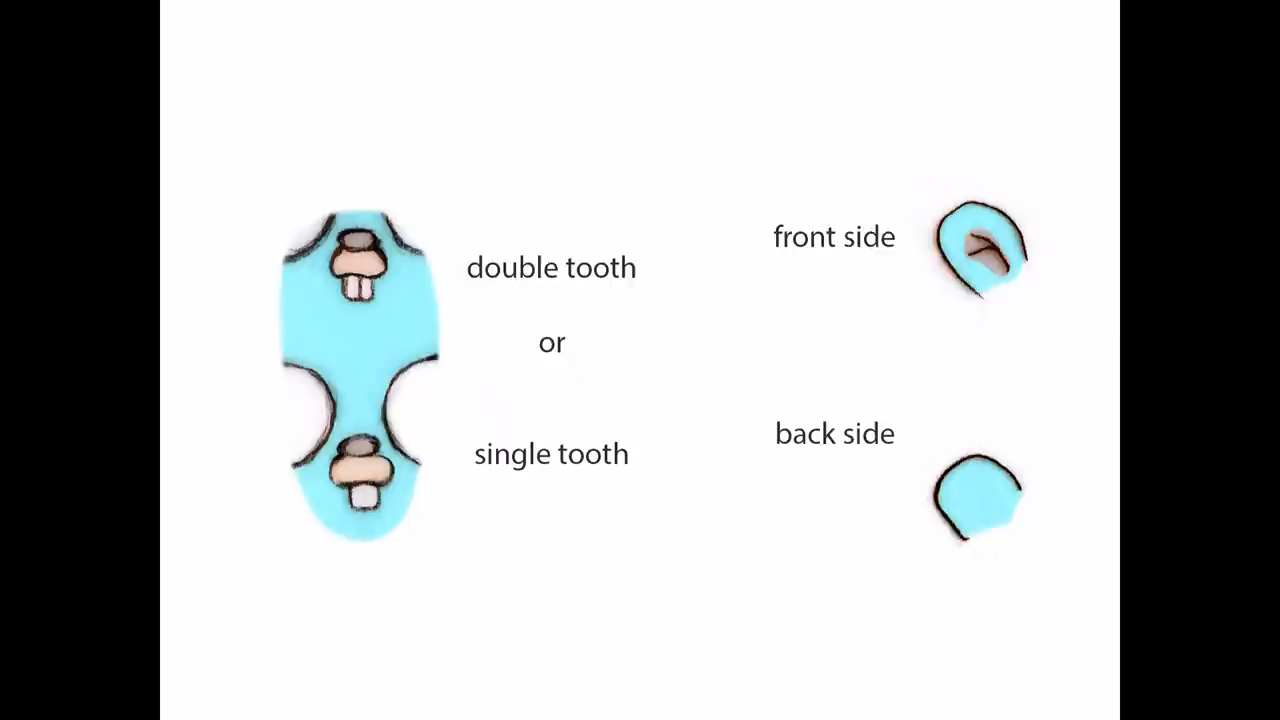 double tooth
or
single tooth
front side
back side